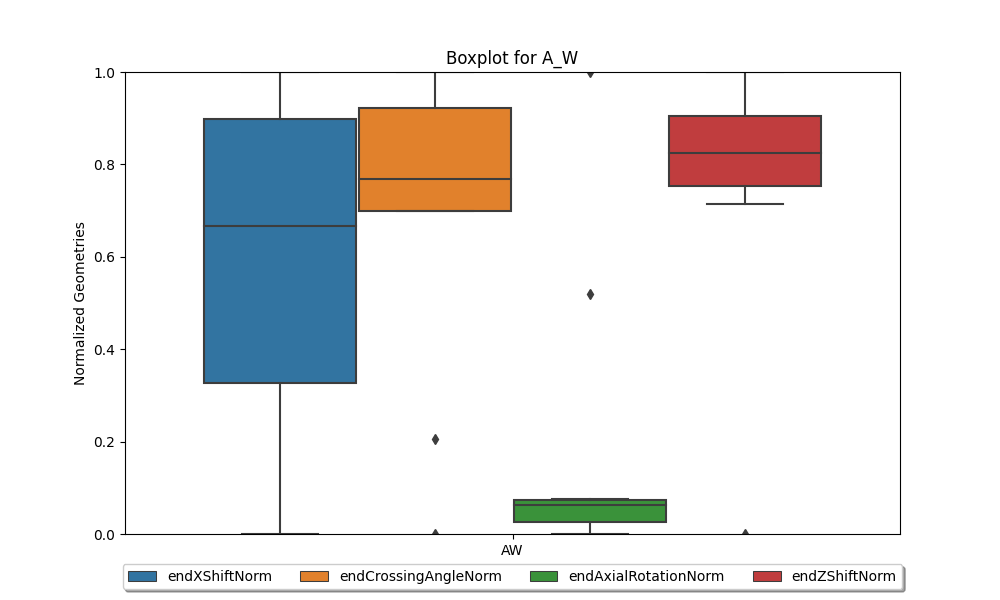 Boxplot for A_W
Normalized Geometries
1.0
0.8
0.6
0.4
0.2
0.0
AW
endXShiftNorm endCrossingAngleNorm endAxialRotationNorm endZShiftNorm